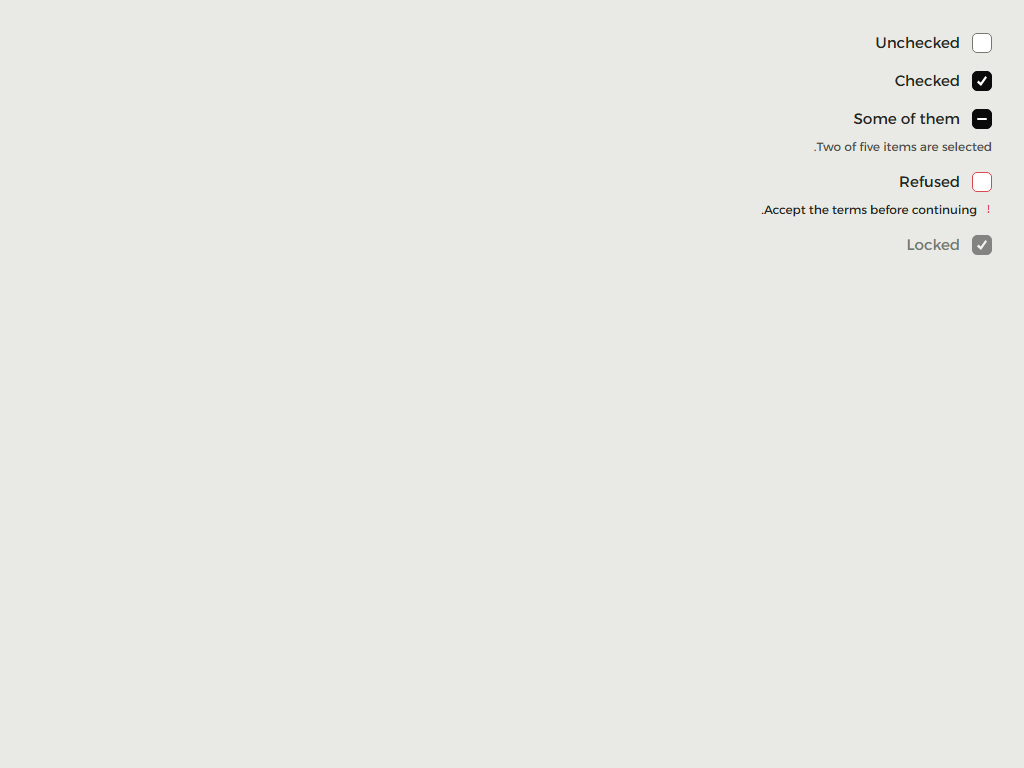 Unchecked
Checked
Some of them
.Two of five items are selected
Refused
.Accept the terms before continuing !
Locked